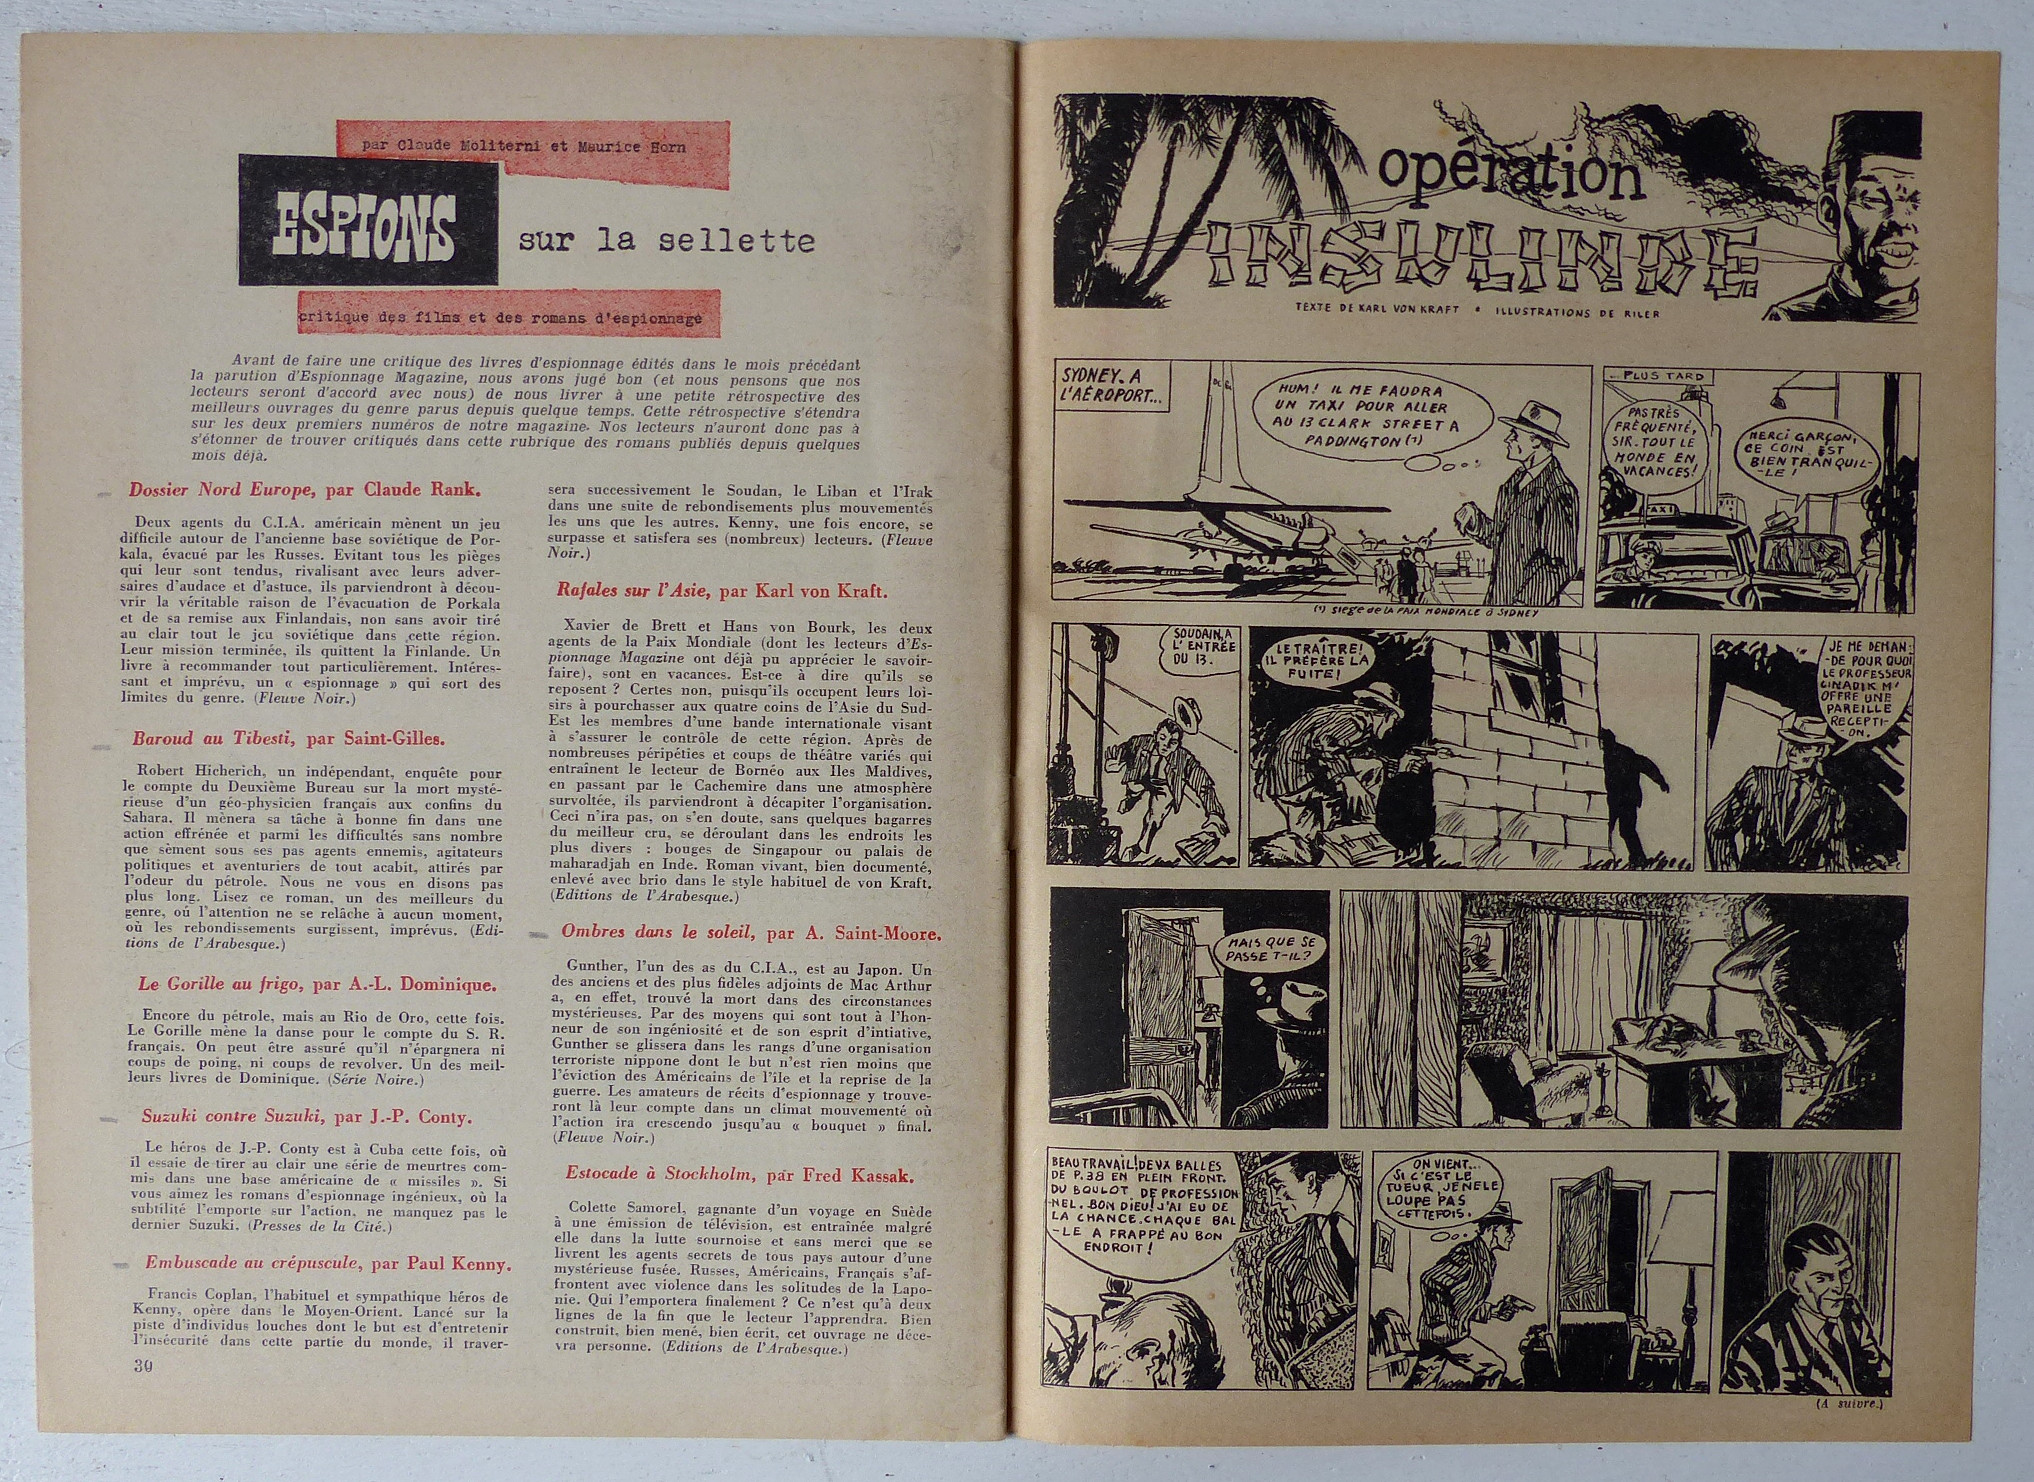 par Claude Moliterni et Maurice Horn
ESPIONS
sur la sellette
critique des films et des romans d'espionnage
Avant de faire une critique des livres d'espionnage édités dans le mois précédant
la parution d'Espionnage Magazine, nous avons jugé bon (et nous pensons que nos
lecteurs seront d'accord avec nous) de nous livrer à une petite rétrospective des
meilleurs ouvrages du genre parus depuis quelque temps. Cette rétrospective s'étendra
sur les deux premiers numéros de notre magazine. Nos lecteurs n'auront donc pas à
s'étonner de trouver critiqués dans cette rubrique des romans publiés depuis quelques
mois déjà.
Dossier Nord Europe, par Claude Rank.
Deux agents du C.I.A. américain mènent un jeu
difficile autour de l'ancienne base soviétique de Por-
kala, évacué par les Russes. Evitant tous les pièges
qui leur sont tendus, rivalisant avec leurs adver-
saires d'audace et d'astuce, ils parviendront à décou-
vrir la véritable raison de l'évacuation de Porkala
et de sa remise aux Finlandais, non sans avoir tiré
au clair tout le jeu soviétique dans cette région.
Leur mission terminée, ils quittent la Finlande. Un
livre à recommander tout particulièrement. Intéres-
sant et imprévu, un « espionnage » qui sort des
limites du genre. (Fleuve Noir.)
Baroud au Tibesti, par Saint-Gilles.
Robert Hicherich, un indépendant, enquête pour
le compte du Deuxième Bureau sur la mort mysté-
rieuse d'un géo-physicien français aux confins du
Sahara. Il mènera sa tâche à bonne fin dans une
action effrénée et parmi les difficultés sans nombre
que sèment sous ses pas agents ennemis, agitateurs
politiques et aventuriers de tout acabit, attirés par
l'odeur du pétrole. Nous ne vous en disons pas
plus long. Lisez ce roman, un des meilleurs du
genre, où l'attention ne se relâche à aucun moment,
où les rebondissements surgissent, imprévus. (Edi-
tions de l'Arabesque.)
Le Gorille au frigo, par A.-L. Dominique.
Encore du pétrole, mais au Rio de Oro, cette fois.
Le Gorille mène la danse pour le compte du S. R.
français. On peut être assuré qu'il n'épargnera ni
coups de poing, ni coups de revolver. Un des meil-
leurs livres de Dominique. (Série Noire.)
Suzuki contre Suzuki, par J.-P. Conty.
Le héros de J.-P. Conty est à Cuba cette fois, où
il essaie de tirer au clair une série de meurtres com-
mis dans une base américaine de « missiles ». Si
vous aimez les romans d'espionnage ingénieux, où la
subtilité l'emporte sur l'action, ne manquez pas le
dernier Suzuki. (Presses de la Cité.)
Embuscade au crépuscule, par Paul Kenny.
Francis Coplan, l'habituel et sympathique héros de
Kenny, opère dans le Moyen-Orient. Lancé sur la
piste d'individus louches dont le but est d'entretenir
l'insécurité dans cette partie du monde, il traver-
30
sera successivement le Soudan, le Liban et l'Irak
dans une suite de rebondisements plus mouvementés
les uns que les autres. Kenny, une fois encore, se
surpasse et satisfera ses (nombreux) lecteurs. (Fleuve
Noir.)
Rafales sur l'Asie, par Karl von Kraft.
Xavier de Brett et Hans von Bourk, les deux
agents de la Paix Mondiale (dont les lecteurs d'Es-
pionnage Magazine ont déjà pu apprécier le savoir-
faire), sont en vacances. Est-ce à dire qu'ils se
reposent ? Certes non, puisqu'ils occupent leurs loi-
sirs à pourchasser aux quatre coins de l'Asie du Sud-
Est les membres d'une bande internationale visant
à s'assurer le contrôle de cette région. Après de
nombreuses péripéties et coups de théâtre variés qui
entraînent le lecteur de Bornéo aux Iles Maldives,
en passant par le Cachemire dans une atmosphère
survoltée, ils parviendront à décapiter l'organisation.
Ceci n'ira pas, on s'en doute, sans quelques bagarres
du meilleur cru, se déroulant dans les endroits les
plus divers : bouges de Singapour ou palais de
maharadjah en Inde. Roman vivant, bien documenté,
enlevé avec brio dans le style habituel de von Kraft.
(Editions de l'Arabesque.)
Ombres dans le soleil, par A. Saint-Moore.
Gunther, l'un des as du C.I.A., est au Japon. Un
des anciens et des plus fidèles adjoints de Mac Arthur
a, en effet, trouvé la mort dans des circonstances
mystérieuses. Par des moyens qui sont tout à l'hon-
neur de son ingéniosité et de son esprit d'intiative,
Gunther se glissera dans les rangs d'une organisation
terroriste nippone dont le but n'est rien moins que
l'éviction des Américains de l'île et la reprise de la
guerre. Les amateurs de récits d'espionnage y trouve-
ront là leur compte dans un climat mouvementé où
l'action ira crescendo jusqu'au « bouquet » final.
(Fleuve Noir.)
Estocade à Stockholm, par Fred Kassak.
Colette Samorel, gagnante d'un voyage en Suède
à une émission de télévision, est entraînée malgré
elle dans la lutte sournoise et sans merci que se
livrent les agents secrets de tous pays autour d'une
mystérieuse fusée. Russes, Américains, Français s'af-
frontent avec violence dans les solitudes de la Lapo-
nie. Qui l'emportera finalement ? Ce n'est qu'à deux
lignes de la fin que le lecteur l'apprendra. Bien
construit, bien mené, bien écrit, cet ouvrage ne déce-
vra personne. (Editions de l'Arabesque.)
opération
INSULINDE
TEXTE DE KARL VON KRAFT • ILLUSTRATIONS DE RILER
SYDNEY. A
L'AÉROPORT...
HUM! IL ME FAUDRA
UN TAXI POUR ALLER
AU 13 CLARK STREET A
PADDINGTON (1)
(1) SIEGE DE LA PAIX MONDIALE à SIDNEY
...PLUS TARD
PAS TRÈS
FRÈQUENTÉ,
SIR. TOUT LE
MONDE EN
VACANCES!
MERCI GARÇON,
CE COIN EST
BIEN TRANQUIL-
-LE!
TAXI
SOUDAIN, A
L'ENTRÉE
DU 13.
LE TRAÎTRE!
IL PRÉFÈRE LA
FUITE!
JE ME DEMAN-
-DE POUR QUOI
LE PROFESSEUR
LINADIK M'
OFFRE UNE
PAREILLE
RECEPTI-
-ON.
MAIS QUE SE
PASSE T-IL?
BEAU TRAVAIL! DEUX BALLES
DE P.38 EN PLEIN FRONT.
DU BOULOT DE PROFESSION
-NEL. BON DIEU! J'AI EU DE
LA CHANCE. CHAQUE BAL
-LE A FRAPPÉ AU BON
ENDROIT!
ON VIENT...
SI C'EST LE
TUEUR, JE NE LE
LOUPE PAS
CETTE FOIS.
(A suivre.)